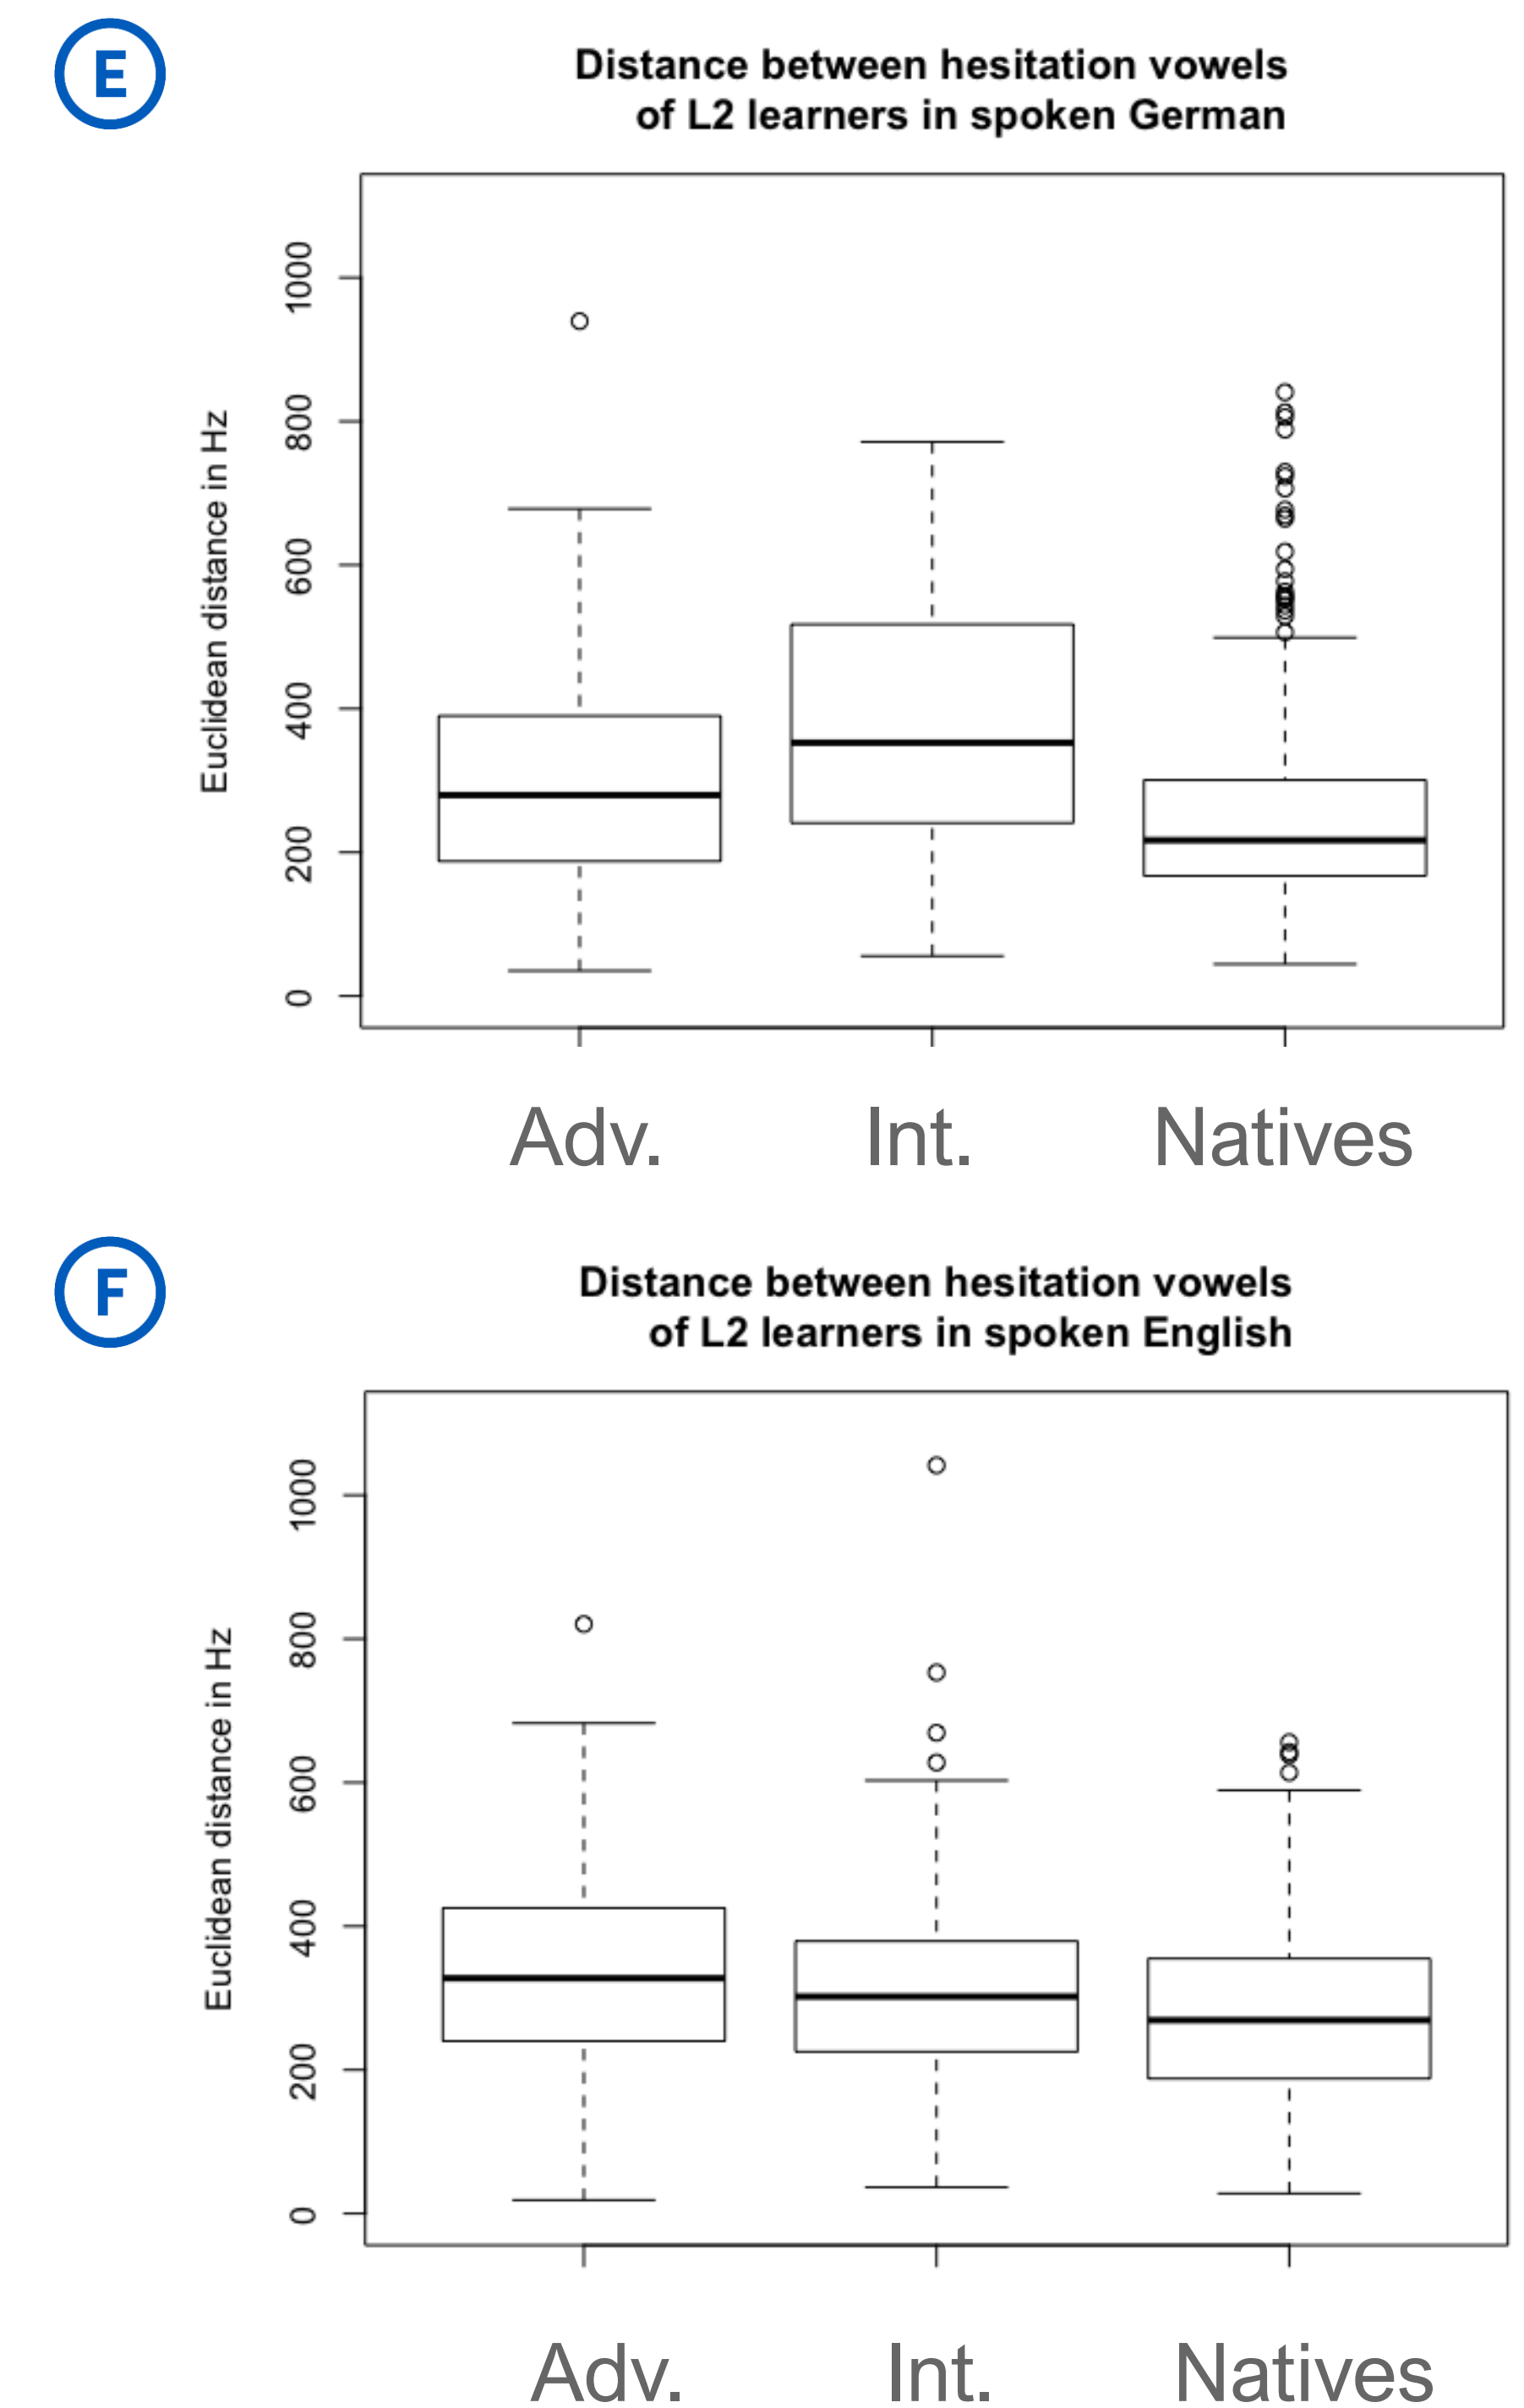 E
Distance between hesitation vowels
of L2 learners in spoken German
Euclidean distance in Hz
1000
800
600
400
200
0
Adv. Int. Natives
F
Distance between hesitation vowels
of L2 learners in spoken English
Euclidean distance in Hz
1000
800
600
400
200
0
Adv. Int. Natives